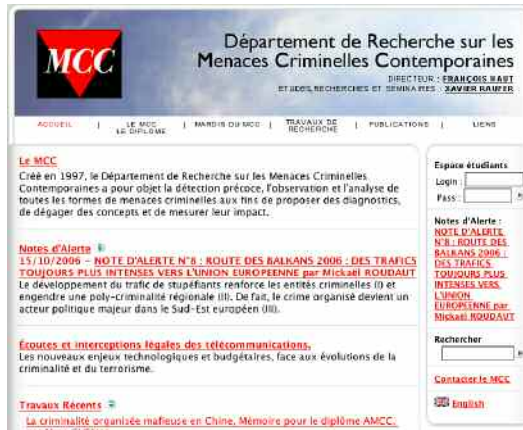 MCC
Département de Recherche sur les
Menaces Criminelles Contemporaines
DIRECTEUR : FRANÇOIS HAUT
ETUDES, RECHERCHES ET SEMINAIRES : XAVIER RAUFER
ACCUEIL | LE MCC LE DIPLOME | MARDIS DU MCC | TRAVAUX DE RECHERCHE | PUBLICATIONS | LIENS
Le MCC
Créé en 1997, le Département de Recherche sur les Menaces Criminelles
Contemporaines a pour objet la détection précoce, l'observation et l'analyse de
toutes les formes de menaces criminelles aux fins de proposer des diagnostics,
de dégager des concepts et de mesurer leur impact.
Notes d'Alerte
15/10/2006 - NOTE D'ALERTE N°8 : ROUTE DES BALKANS 2006 : DES TRAFICS
TOUJOURS PLUS INTENSES VERS L'UNION EUROPEENNE par Mickaël ROUDAUT
Le développement du trafic de stupéfiants renforce les entités criminelles (I) et
engendre une poly-criminalité régionale (II). De fait, le crime organisé devient un
acteur politique majeur dans le Sud-Est européen (III).
Écoutes et interceptions légales des télécommunications.
Les nouveaux enjeux technologiques et budgétaires, face aux évolutions de la
criminalité et du terrorisme.
Travaux Récents
La criminalité organisée mafieuse en Chine. Mémoire pour le diplôme AMCC,
Espace étudiants
Login :
Pass :
Notes d'Alerte :
NOTE D'ALERTE
N°8 : ROUTE DES
BALKANS 2006 :
DES TRAFICS
TOUJOURS PLUS
INTENSES VERS
L'UNION
EUROPEENNE par
Mickaël ROUDAUT
Rechercher
Contacter le MCC
English